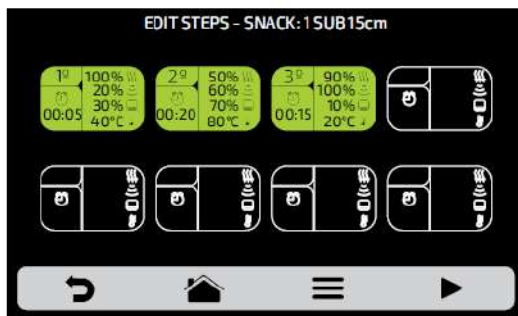 EDIT STEPS - SNACK: 1 SUB15cm
1º 100%
20%
30%
00:05 40°C
2º 50%
60%
70%
00:20 80°C
3º 90%
100%
10%
00:15 20°C